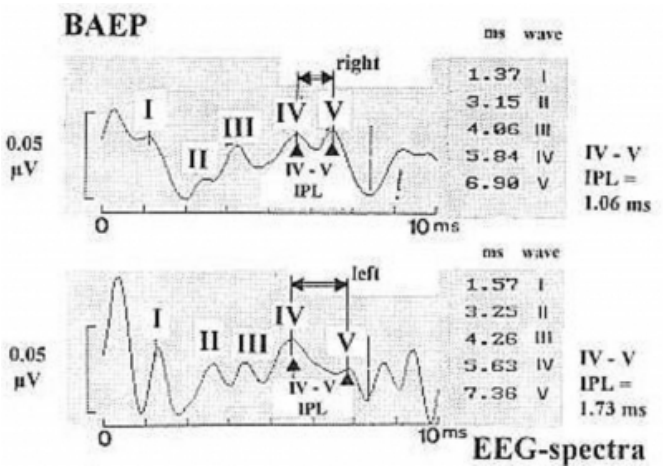 BAEP
right
ms wave
I
II
III
IV
V
0.05
µV
IV - V
IPL
1.37 I
3.15 II
4.06 III
5.84 IV
6.90 V
IV - V
IPL =
1.06 ms
0
10 ms
left
ms wave
I
II
III
IV
V
0.05
µV
IV - V
IPL
1.57 I
3.25 II
4.26 III
5.63 IV
7.36 V
IV - V
IPL =
1.73 ms
0
10 ms
EEG-spectra